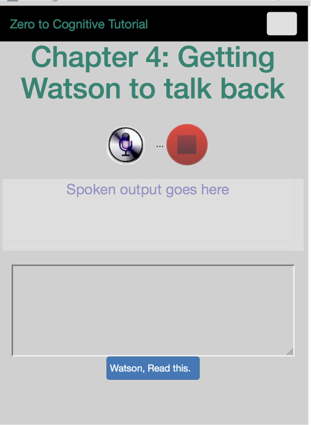 Zero to Cognitive Tutorial
Chapter 4: Getting
Watson to talk back
...
Spoken output goes here
Watson, Read this.